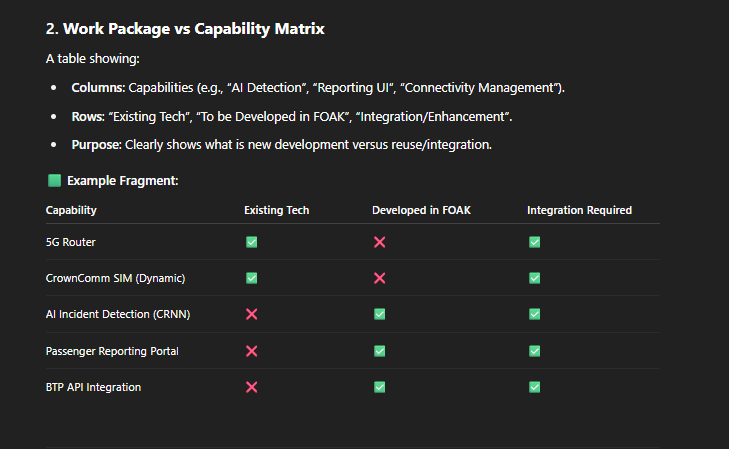 2. Work Package vs Capability Matrix
A table showing:
• Columns: Capabilities (e.g., “AI Detection”, “Reporting UI”, “Connectivity Management”).
• Rows: “Existing Tech”, “To be Developed in FOAK”, “Integration/Enhancement”.
• Purpose: Clearly shows what is new development versus reuse/integration.
🟩 Example Fragment:
Capability Existing Tech Developed in FOAK Integration Required
5G Router ✅ ❌ ✅
CrownComm SIM (Dynamic) ✅ ❌ ✅
AI Incident Detection (CRNN) ❌ ✅ ✅
Passenger Reporting Portal ❌ ✅ ✅
BTP API Integration ❌ ✅ ✅